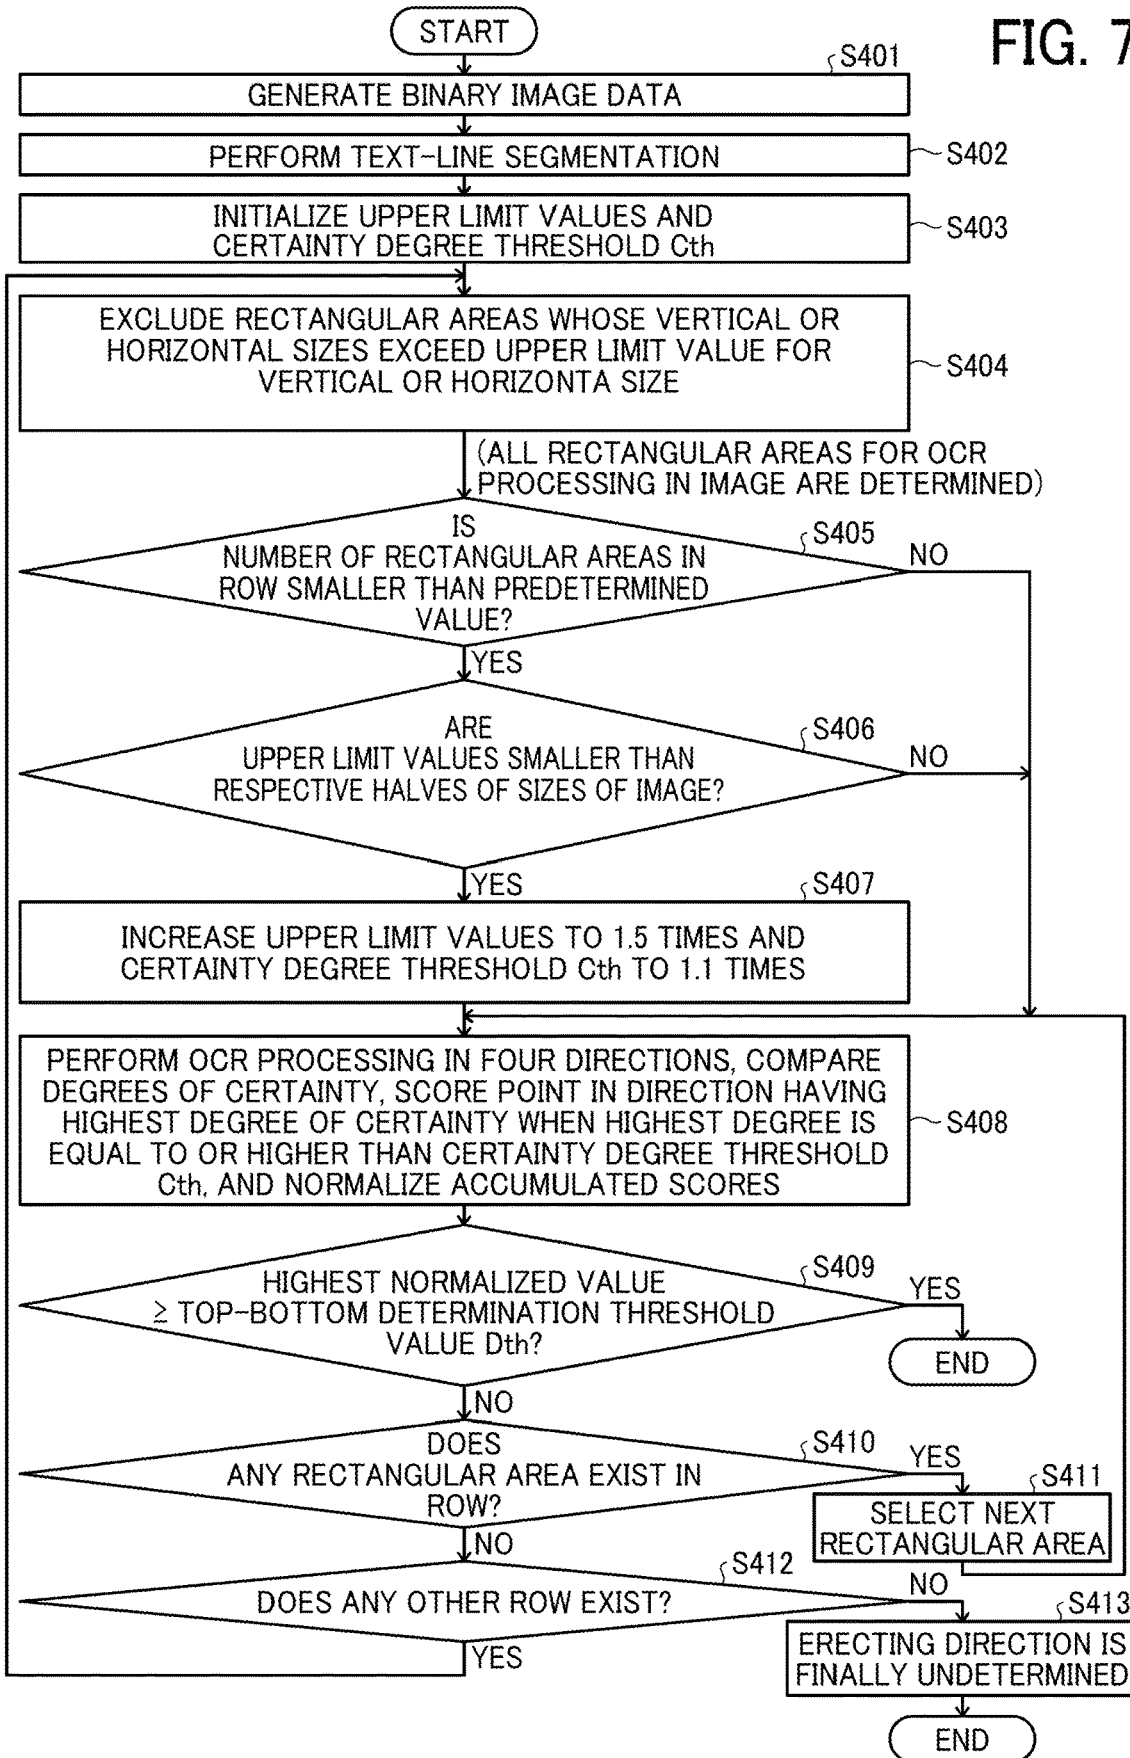 FIG. 7
START
S401
GENERATE BINARY IMAGE DATA
PERFORM TEXT-LINE SEGMENTATION
S402
INITIALIZE UPPER LIMIT VALUES AND
CERTAINTY DEGREE THRESHOLD Cth
S403
EXCLUDE RECTANGULAR AREAS WHOSE VERTICAL OR
HORIZONTAL SIZES EXCEED UPPER LIMIT VALUE FOR
VERTICAL OR HORIZONTA SIZE
S404
(ALL RECTANGULAR AREAS FOR OCR
PROCESSING IN IMAGE ARE DETERMINED)
IS
NUMBER OF RECTANGULAR AREAS IN
ROW SMALLER THAN PREDETERMINED
VALUE?
S405
NO
YES
ARE
UPPER LIMIT VALUES SMALLER THAN
RESPECTIVE HALVES OF SIZES OF IMAGE?
S406
NO
YES
S407
INCREASE UPPER LIMIT VALUES TO 1.5 TIMES AND
CERTAINTY DEGREE THRESHOLD Cth TO 1.1 TIMES
PERFORM OCR PROCESSING IN FOUR DIRECTIONS, COMPARE
DEGREES OF CERTAINTY, SCORE POINT IN DIRECTION HAVING
HIGHEST DEGREE OF CERTAINTY WHEN HIGHEST DEGREE IS
EQUAL TO OR HIGHER THAN CERTAINTY DEGREE THRESHOLD
Cth, AND NORMALIZE ACCUMULATED SCORES
S408
HIGHEST NORMALIZED VALUE
≥ TOP-BOTTOM DETERMINATION THRESHOLD
VALUE Dth?
S409
YES
END
NO
DOES
ANY RECTANGULAR AREA EXIST IN
ROW?
S410
YES
S411
SELECT NEXT
RECTANGULAR AREA
NO
DOES ANY OTHER ROW EXIST?
S412
NO
YES
S413
ERECTING DIRECTION IS
FINALLY UNDETERMINED
END